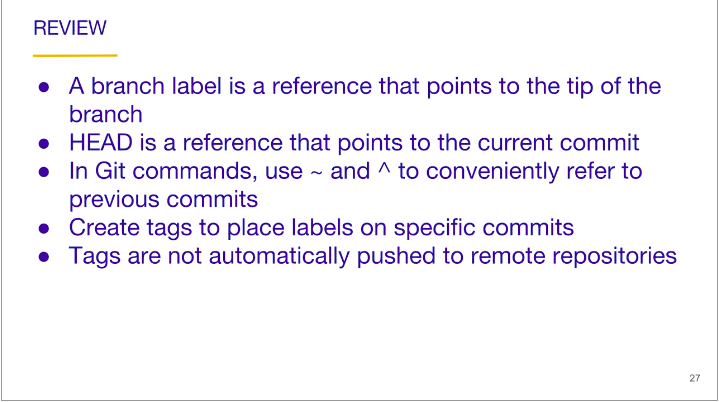 REVIEW
● A branch label is a reference that points to the tip of the
branch
● HEAD is a reference that points to the current commit
● In Git commands, use ~ and ^ to conveniently refer to
previous commits
● Create tags to place labels on specific commits
● Tags are not automatically pushed to remote repositories
27